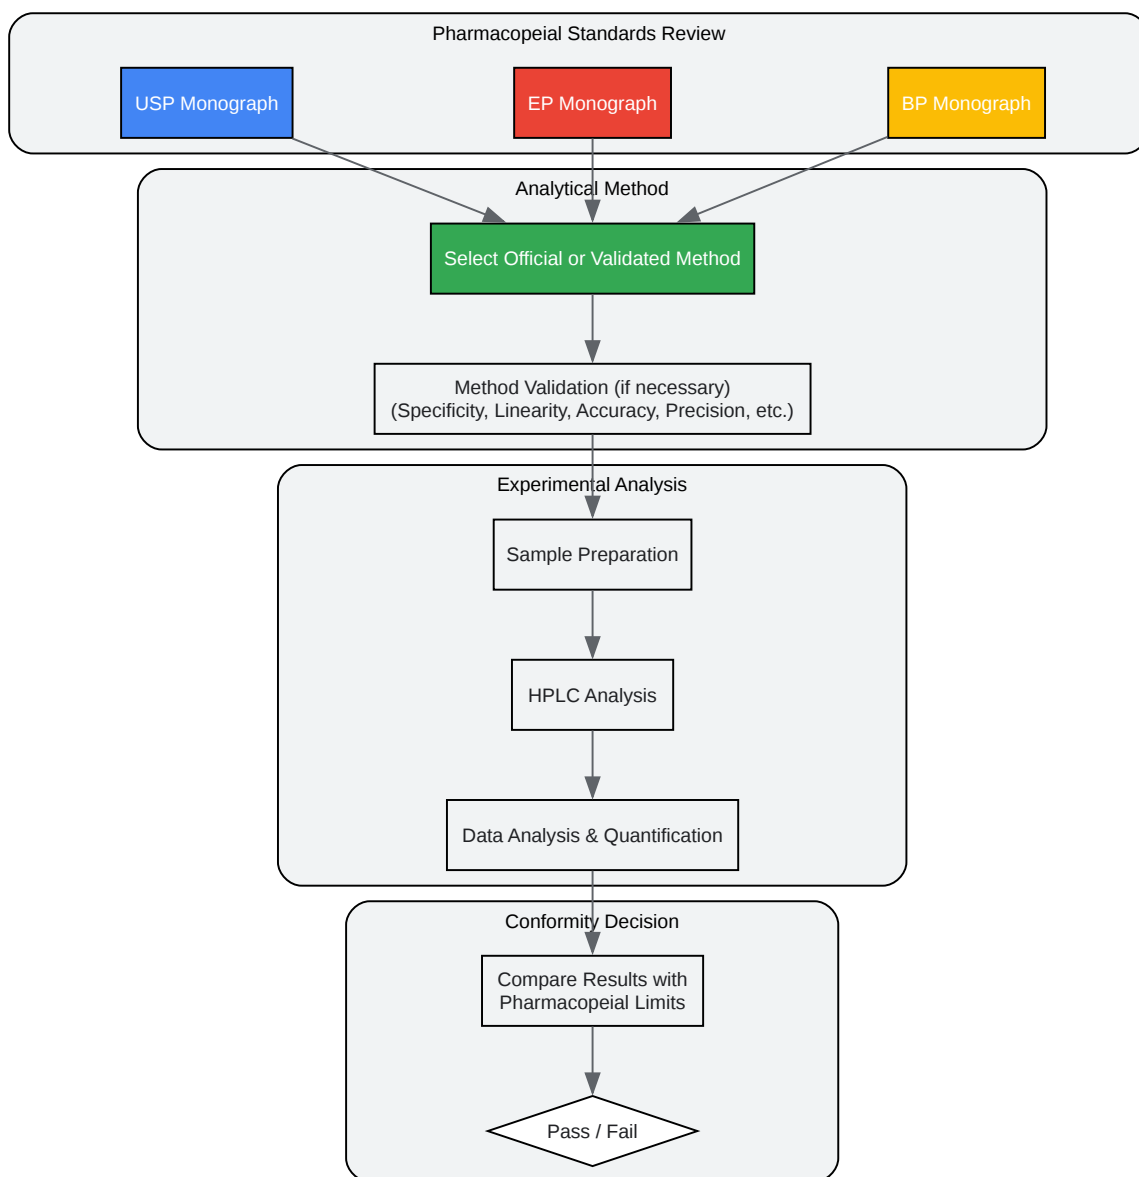 Pharmacopeial Standards Review
USP Monograph
EP Monograph
BP Monograph
Analytical Method
Select Official or Validated Method
Method Validation (if necessary)
(Specificity, Linearity, Accuracy, Precision, etc.)
Experimental Analysis
Sample Preparation
HPLC Analysis
Data Analysis & Quantification
Conformity Decision
Compare Results with
Pharmacopeial Limits
Pass / Fail